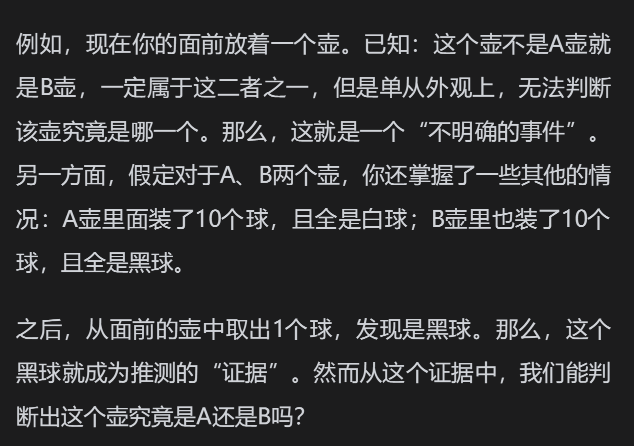 例如，现在你的面前放着一个壶。已知：这个壶不是A壶就
是B壶，一定属于这二者之一，但是单从外观上，无法判断
该壶究竟是哪一个。那么，这就是一个“不明确的事件”。
另一方面，假定对于A、B两个壶，你还掌握了一些其他的情
况：A壶里面装了10个球，且全是白球；B壶里也装了10个
球，且全是黑球。
之后，从面前的壶中取出1个球，发现是黑球。那么，这个
黑球就成为推测的“证据”。然而从这个证据中，我们能判
断出这个壶究竟是A还是B吗？